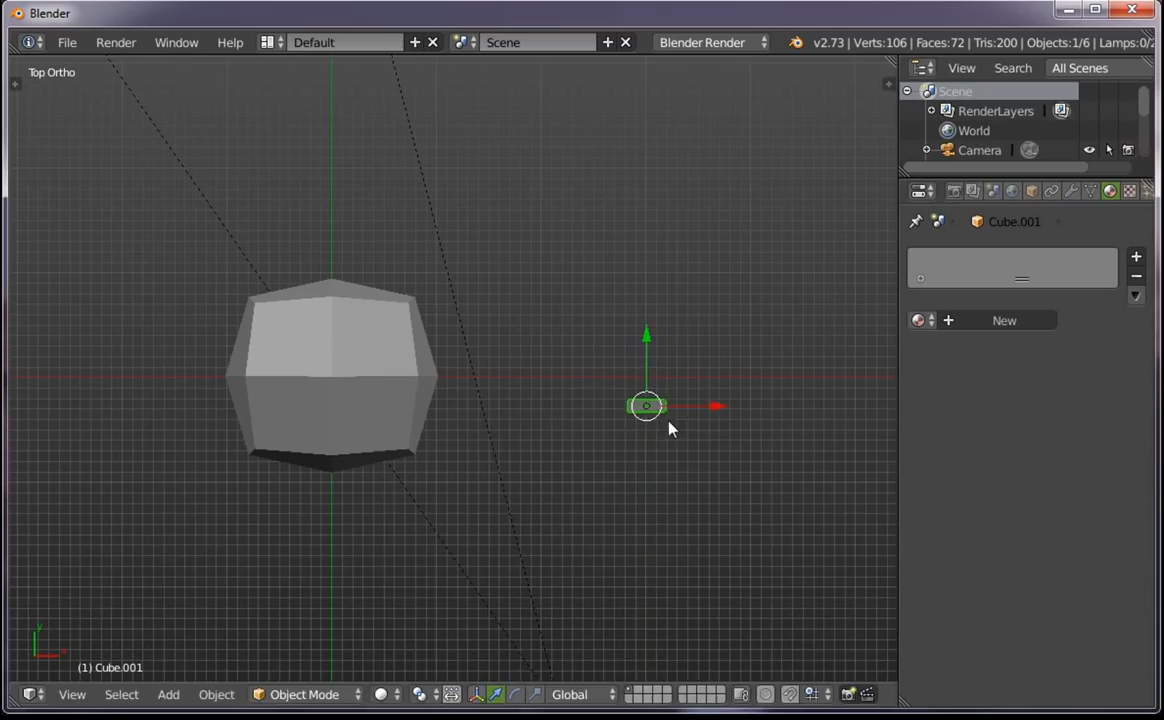 Blender
File Render Window Help Default Scene Blender Render v2.73 | Verts:106 | Faces:72 | Tris:200 | Objects:1/6 | Lamps:0/2
Top Ortho
View Search All Scenes
Scene
RenderLayers
World
Camera
Cube.001
New
y
x
(1) Cube.001
View Select Add Object Object Mode Global